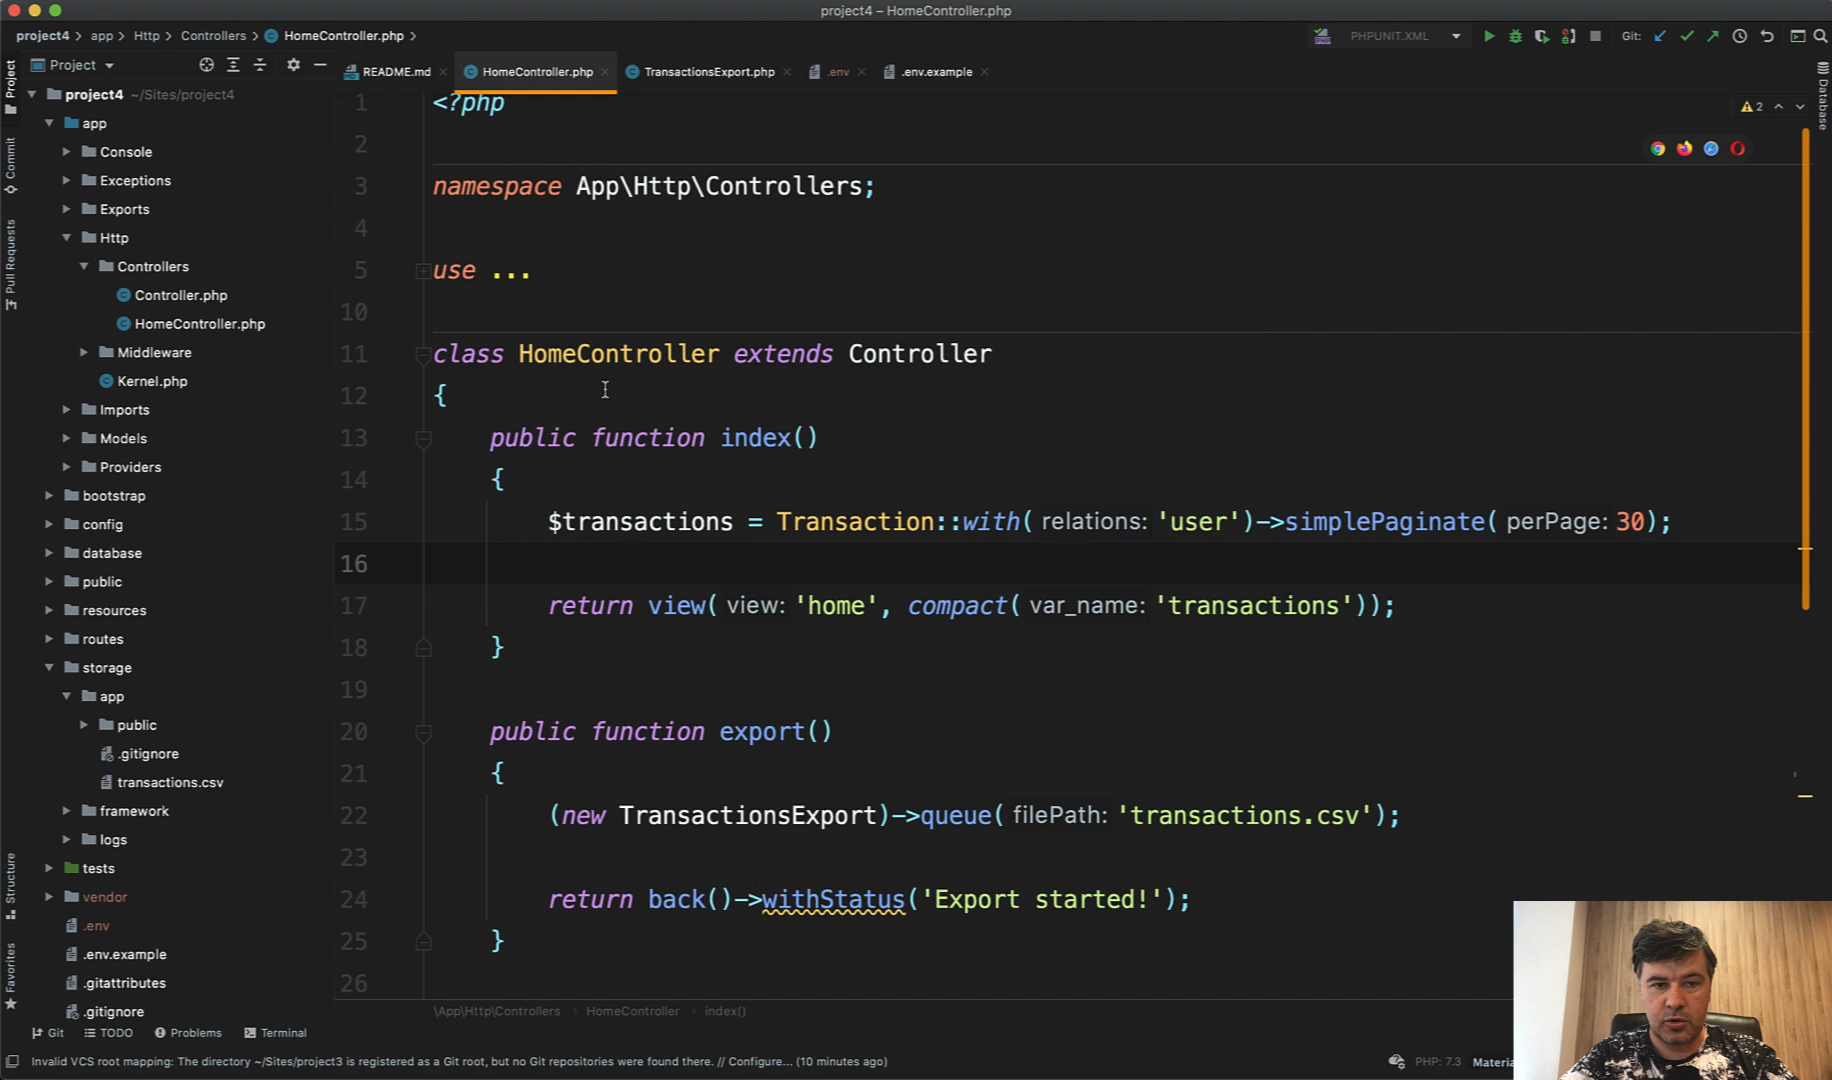 project4 – HomeController.php
project4 > app > Http > Controllers > HomeController.php >
PHPUNIT.XML
Git:
Project
README.md
HomeController.php
TransactionsExport.php
.env
.env.example
Project
Commit
Pull Requests
Structure
Favorites
Database
project4 ~/Sites/project4
app
Console
Exceptions
Exports
Http
Controllers
Controller.php
HomeController.php
Middleware
Kernel.php
Imports
Models
Providers
bootstrap
config
database
public
resources
routes
storage
app
public
.gitignore
transactions.csv
framework
logs
tests
vendor
.env
.env.example
.gitattributes
.gitignore
2
1 <?php
2
3 namespace App\Http\Controllers;
4
5 use ...
10
11 class HomeController extends Controller
12 {
13 public function index()
14 {
15 $transactions = Transaction::with( relations: 'user')->simplePaginate( perPage: 30);
16
17 return view( view: 'home', compact( var_name: 'transactions'));
18 }
19
20 public function export()
21 {
22 (new TransactionsExport)->queue( filePath: 'transactions.csv');
23
24 return back()->withStatus('Export started!');
25 }
26
\App\Http\Controllers > HomeController > index()
Git TODO Problems Terminal
Invalid VCS root mapping: The directory ~/Sites/project3 is registered as a Git root, but no Git repositories were found there. // Configure... (10 minutes ago)
PHP: 7.3